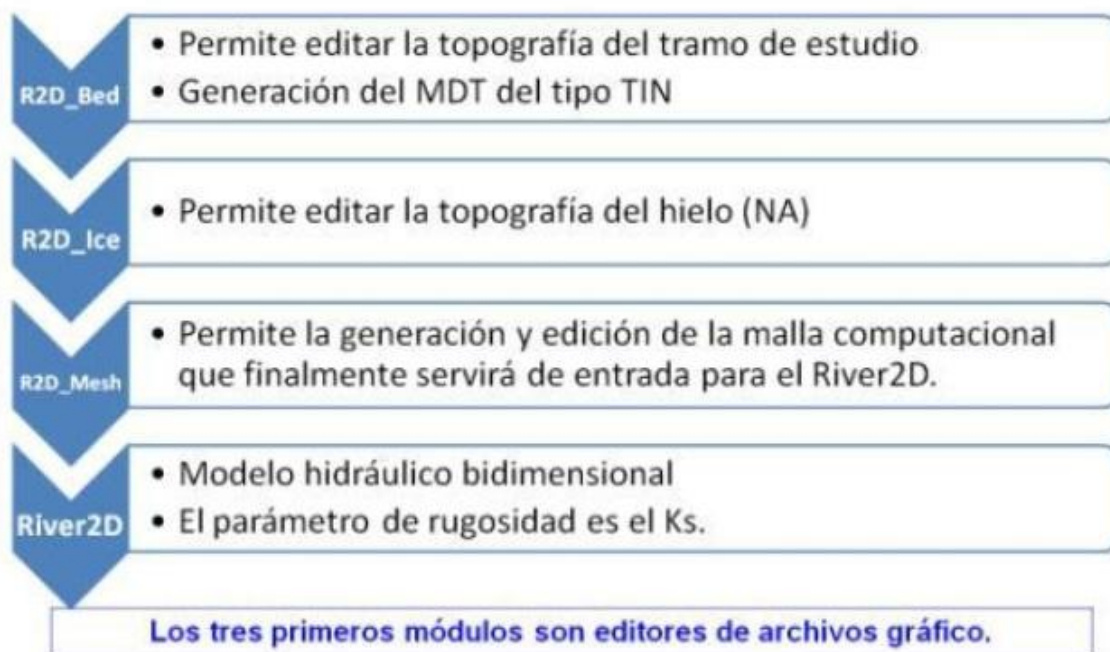 R2D_Bed
• Permite editar la topografía del tramo de estudio
• Generación del MDT del tipo TIN
R2D_Ice
• Permite editar la topografía del hielo (NA)
R2D_Mesh
• Permite la generación y edición de la malla computacional
que finalmente servirá de entrada para el River2D.
River2D
• Modelo hidráulico bidimensional
• El parámetro de rugosidad es el Ks.
Los tres primeros módulos son editores de archivos gráfico.